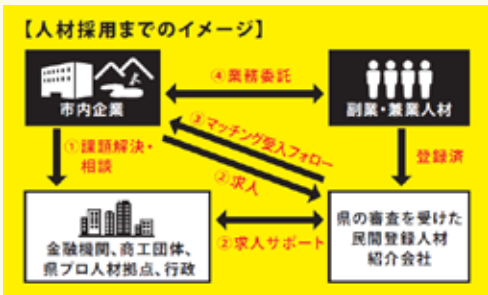 【人材採用までのイメージ】
市内企業
④業務委託
副業・兼業人材
①課題解決・
相談
③マッチング受入フォロー
②求人
登録済
金融機関、商工団体、
県プロ人材拠点、行政
②求人サポート
県の審査を受けた
民間登録人材
紹介会社